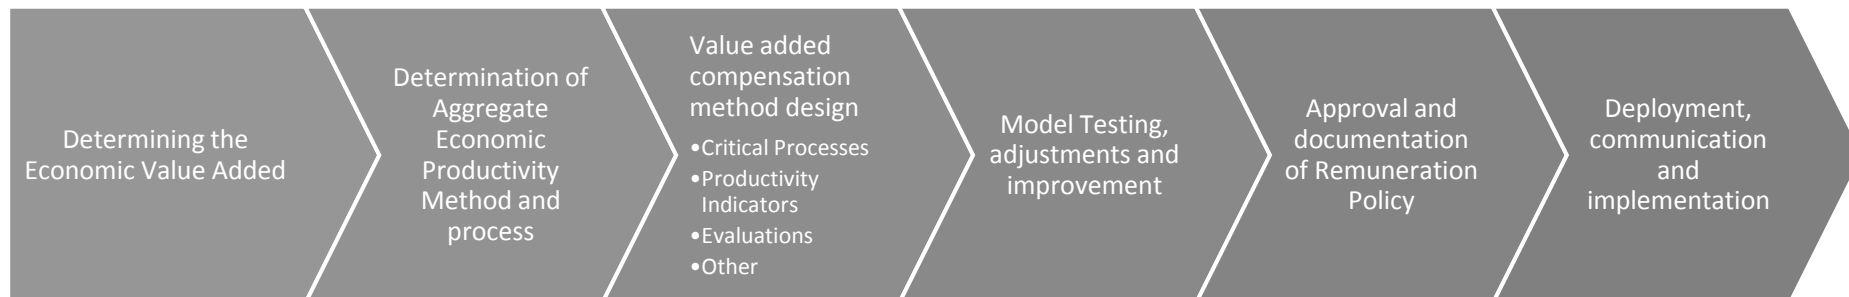 Determining the
Economic Value Added
Determination of
Aggregate
Economic
Productivity
Method and
process
Value added
compensation
method design
•Critical Processes
•Productivity
Indicators
•Evaluations
•Other
Model Testing,
adjustments and
improvement
Approval and
documentation
of Remuneration
Policy
Deployment,
communication
and
implementation